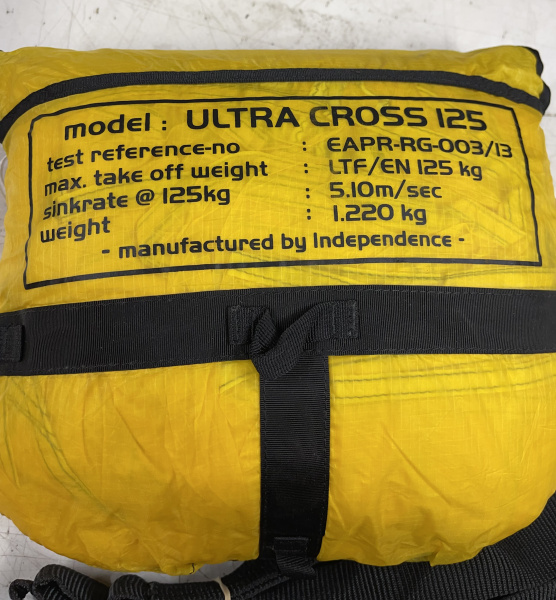 model : ULTRA CROSS 125
test reference-no : EAPR-RG-003/13
max. take off weight : LTF/EN 125 kg
sinkrate @ 125kg : 5.10m/sec
weight : 1.220 kg
- manufactured by Independence -